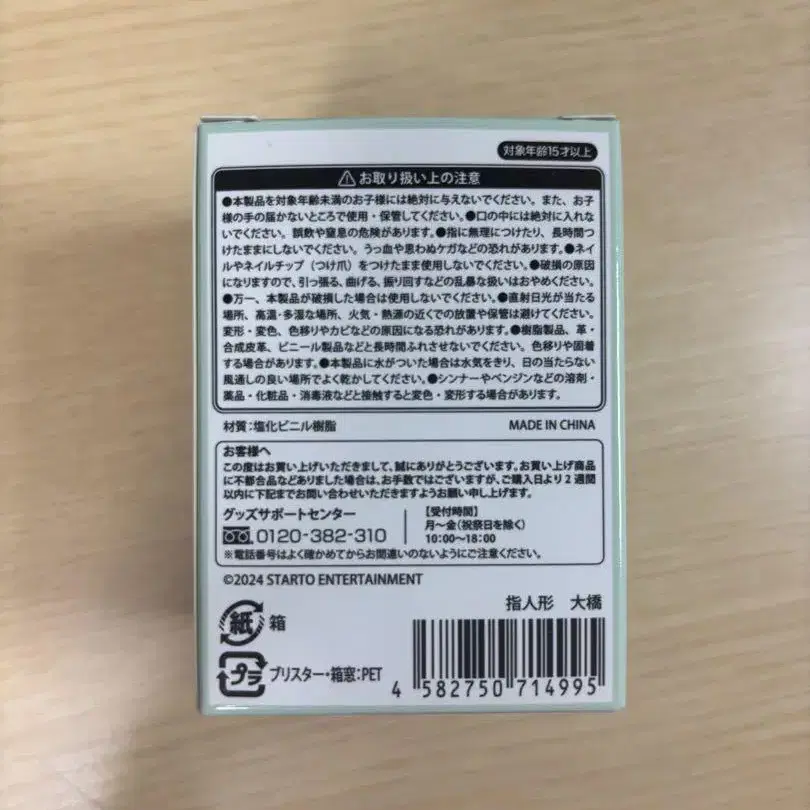 対象年齢15才以上
⚠お取り扱い上の注意
●本製品を対象年齢未満のお子様には絶対に与えないでください。また、お子
様の手の届かないところで使用・保管してください。●口の中には絶対に入れな
いでください。誤飲や窒息の危険があります。●指に無理につけたり、長時間つ
けたままにしないでください。うっ血や思わぬケガなどの恐れがあります。●ネイ
ルやネイルチップ（つけ爪）をつけたまま使用しないでください。●破損の原因
になりますので、引っ張る、曲げる、振り回すなどの乱暴な扱いはおやめください。
●万一、本製品が破損した場合は使用しないでください。●直射日光が当たる
場所、高温・多湿な場所、火気・熱源の近くでの放置や保管は避けてください。
変形・変色、色移りやカビなどの原因になる恐れがあります。●樹脂製品、革・
合成皮革、ビニール製品などと長時間ふれさせないでください。色移りや固着
する場合があります。●本製品に水がついた場合は水気をきり、日の当たらない
風通しの良い場所でよく乾かしてください。●シンナーやベンジンなどの溶剤・
薬品・化粧品・消毒液などと接触すると変色・変形する場合があります。
材質：塩化ビニル樹脂 MADE IN CHINA
お客様へ
この度はお買い上げいただきまして、誠にありがとうございます。お買い上げ商品
に不都合品などありました場合は、お手数ではございますが、ご購入日より2週間
以内に下記までお問い合わせいただきますようお願い申し上げます。
グッズサポートセンター
0120-382-310
【受付時間】
月〜金（祝祭日を除く）
10:00〜18:00
※電話番号はよく確かめてからお間違いのないようにご注意ください。
©2024 STARTO ENTERTAINMENT
指人形 大橋
紙 箱
プラ ブリスター・箱窓：PET
4 582750 714995